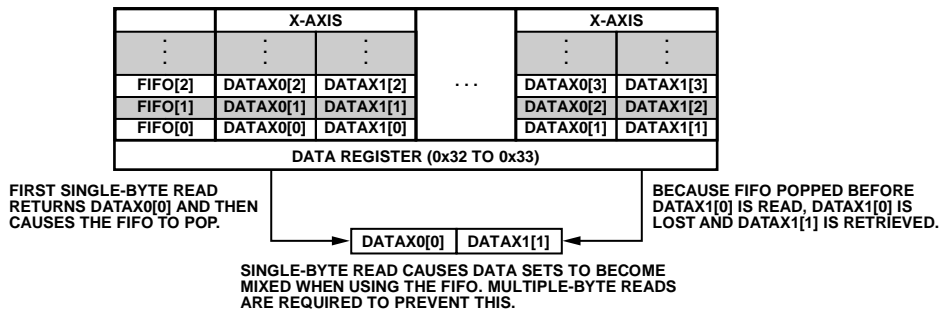 X-AXIS X-AXIS
. . . . . .
. . . . . .
. . . . . .
FIFO[2] DATAX0[2] DATAX1[2] . . . DATAX0[3] DATAX1[3]
FIFO[1] DATAX0[1] DATAX1[1] DATAX0[2] DATAX1[2]
FIFO[0] DATAX0[0] DATAX1[0] DATAX0[1] DATAX1[1]
DATA REGISTER (0x32 TO 0x33)
FIRST SINGLE-BYTE READ
RETURNS DATAX0[0] AND THEN
CAUSES THE FIFO TO POP.
BECAUSE FIFO POPPED BEFORE
DATAX1[0] IS READ, DATAX1[0] IS
LOST AND DATAX1[1] IS RETRIEVED.
DATAX0[0] DATAX1[1]
SINGLE-BYTE READ CAUSES DATA SETS TO BECOME
MIXED WHEN USING THE FIFO. MULTIPLE-BYTE READS
ARE REQUIRED TO PREVENT THIS.